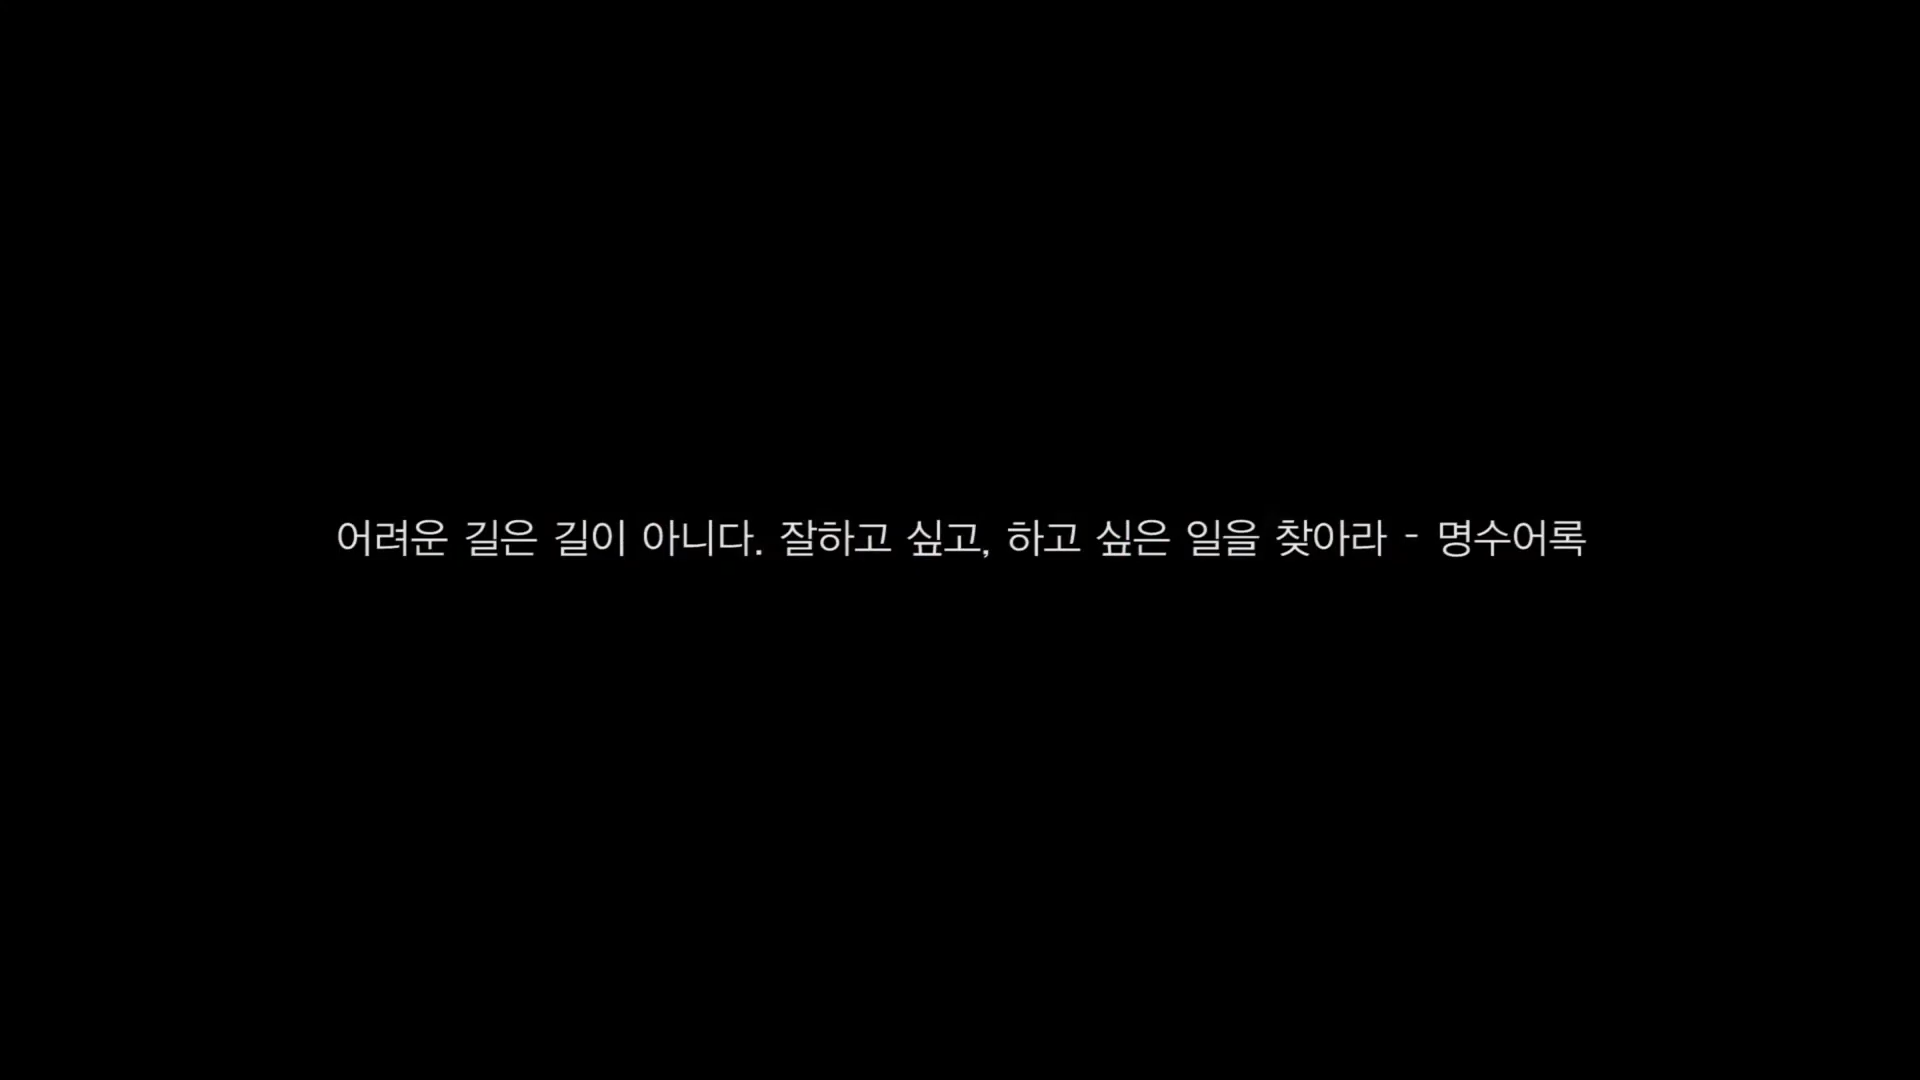 어려운 길은 길이 아니다. 잘하고 싶고, 하고 싶은 일을 찾아라 - 명수어록